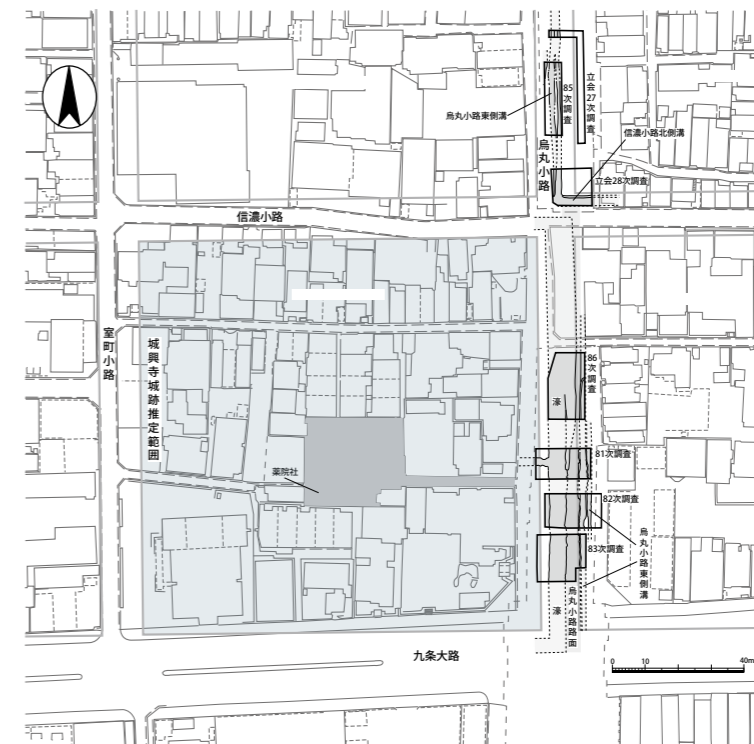 立会27次調査
85次調査
烏丸小路東側溝
信濃小路北側溝
烏丸小路
立会28次調査
信濃小路
室町小路
城興寺城跡推定範囲
86次調査
濠
81次調査
薬院社
82次調査
烏丸小路東側溝
83次調査
烏丸小路路面
濠
九条大路
0 10 40m